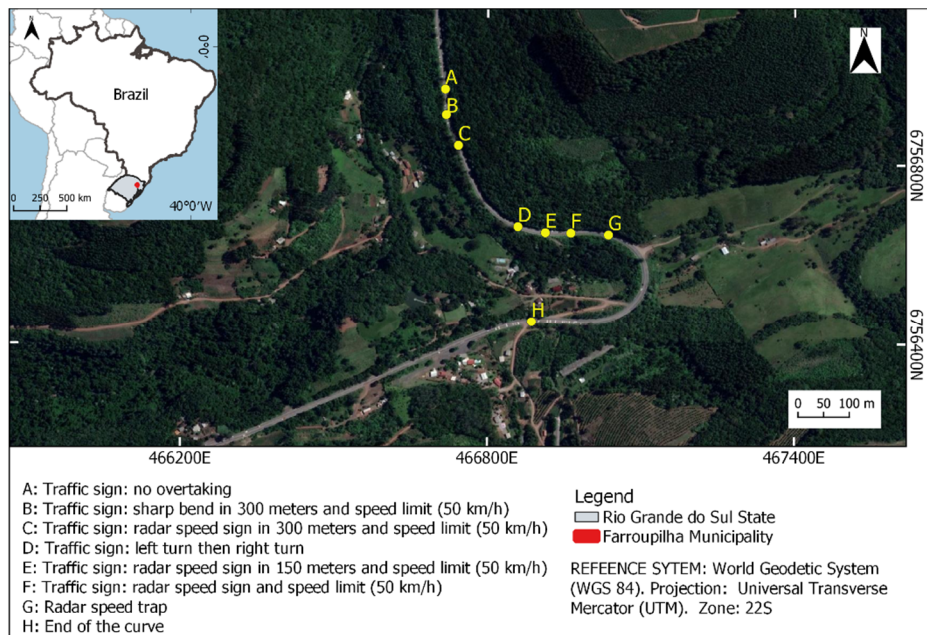 N
N
0°0
Brazil
0 250 500 km
40°0'W
A
B
C
D
E
F
G
H
6756800N
6756400N
0 50 100 m
466200E
466800E
467400E
A: Traffic sign: no overtaking
B: Traffic sign: sharp bend in 300 meters and speed limit (50 km/h)
C: Traffic sign: radar speed sign in 300 meters and speed limit (50 km/h)
D: Traffic sign: left turn then right turn
E: Traffic sign: radar speed sign in 150 meters and speed limit (50 km/h)
F: Traffic sign: radar speed sign and speed limit (50 km/h)
G: Radar speed trap
H: End of the curve
Legend
Rio Grande do Sul State
Farroupilha Municipality
REFEENCE SYTEM: World Geodetic System
(WGS 84). Projection: Universal Transverse
Mercator (UTM). Zone: 22S